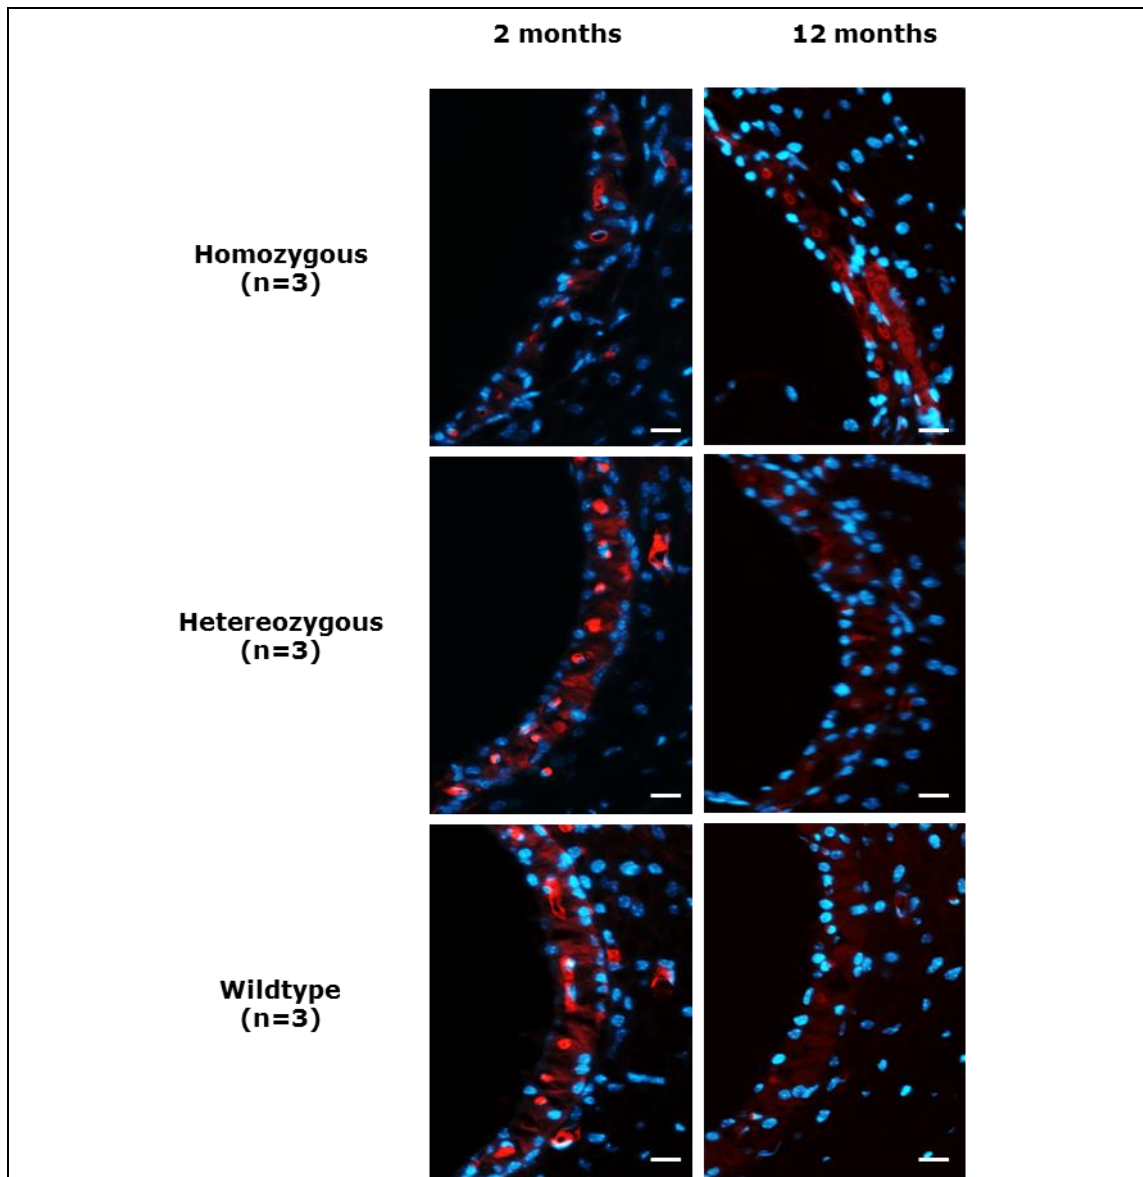 2 months
12 months
Homozygous
(n=3)
Hetereozygous
(n=3)
Wildtype
(n=3)